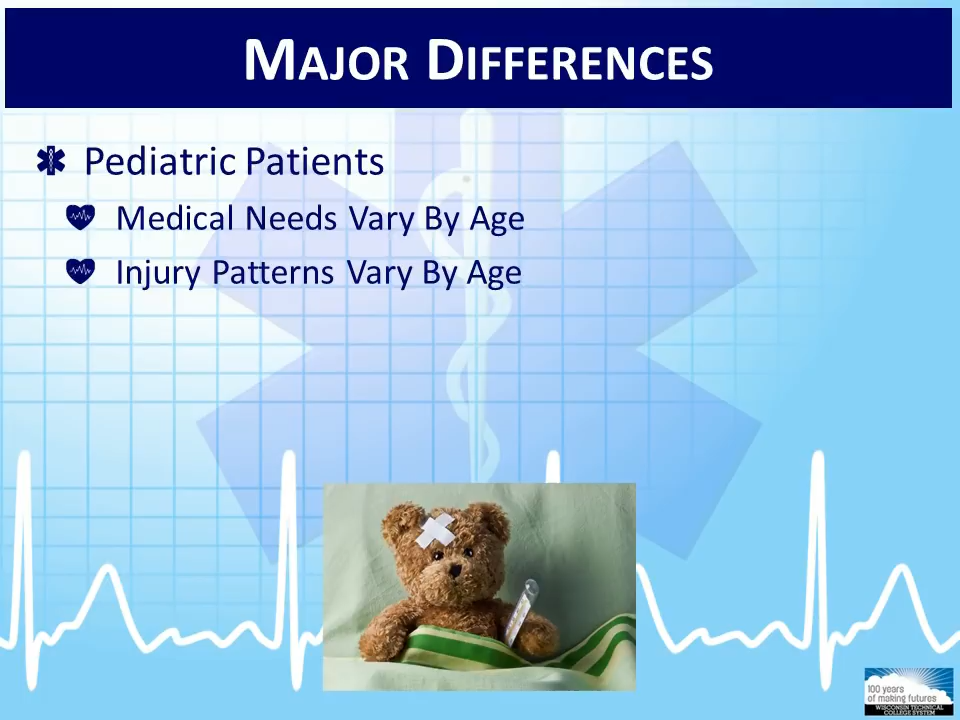 MAJOR DIFFERENCES
Pediatric Patients
Medical Needs Vary By Age
Injury Patterns Vary By Age
100 years
of making futures
WISCONSIN TECHNICAL
COLLEGE SYSTEM